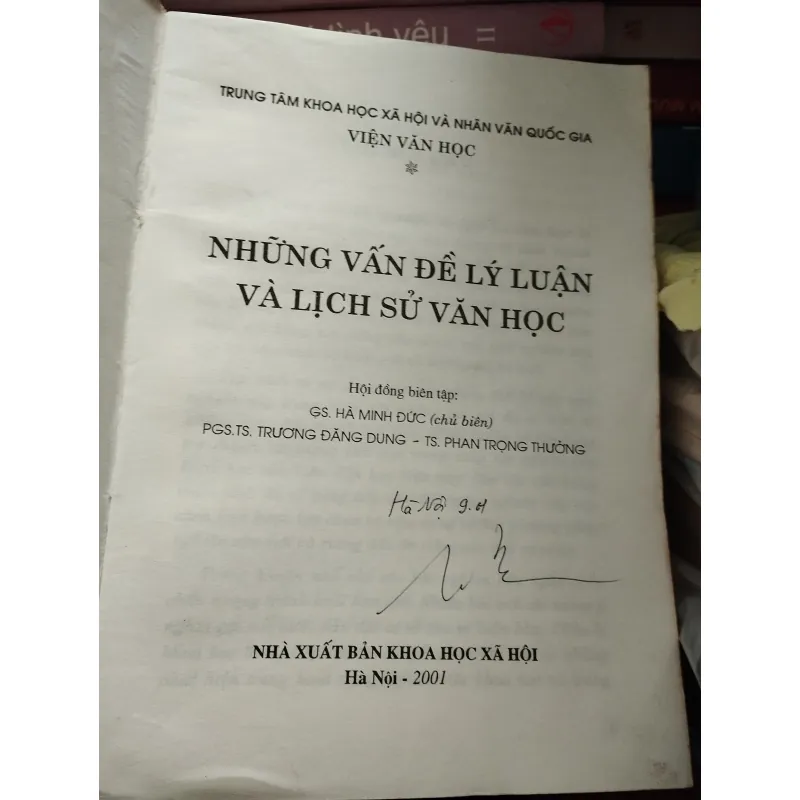 tình yêu II
TRUNG TÂM KHOA HỌC XÃ HỘI VÀ NHÂN VĂN QUỐC GIA
VIỆN VĂN HỌC
NHỮNG VẤN ĐỀ LÝ LUẬN
VÀ LỊCH SỬ VĂN HỌC
Hội đồng biên tập:
GS. HÀ MINH ĐỨC (chủ biên)
PGS.TS. TRƯƠNG ĐĂNG DUNG - TS. PHAN TRỌNG THƯỞNG
Hà Nội 9.01
NHÀ XUẤT BẢN KHOA HỌC XÃ HỘI
Hà Nội - 2001